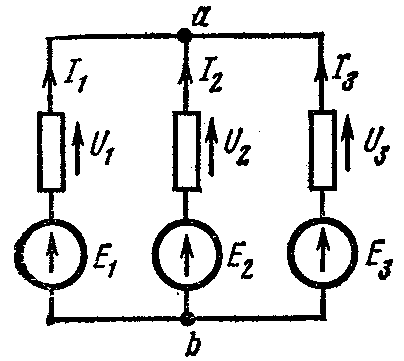 a
I₁ I₂ I₃
U₁ U₂ U₃
E₁ E₂ E₃
b